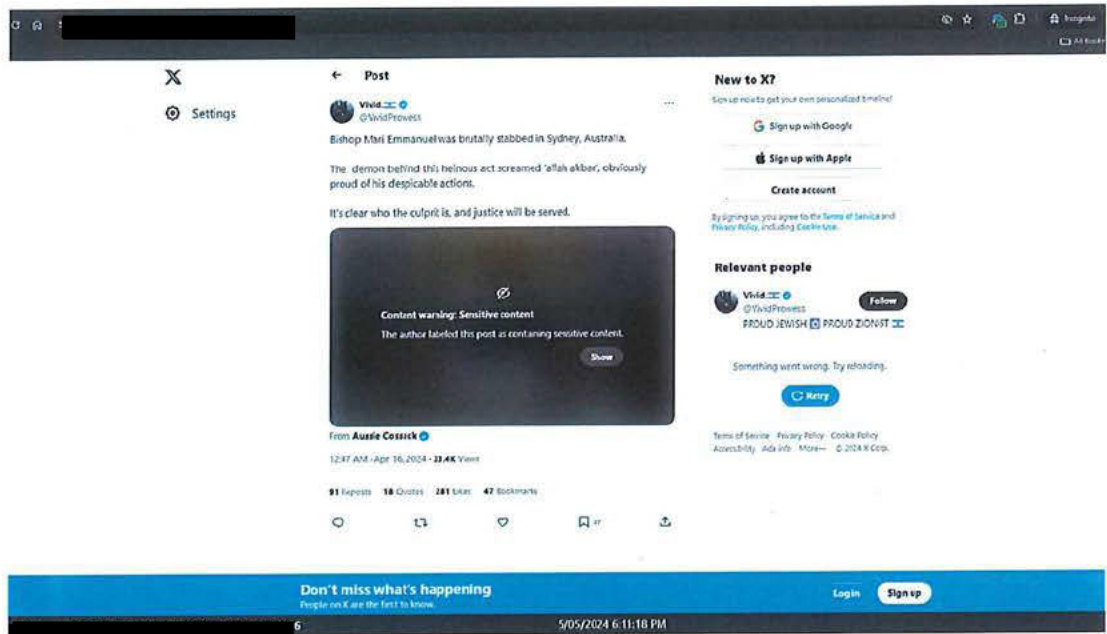 Incognito
All Bookm
X
← Post
Settings
Vivid.
@VividProwess
Bishop Mari Emmanuel was brutally stabbed in Sydney, Australia.
The demon behind this heinous act screamed 'allah akbar', obviously
proud of his despicable actions.
It's clear who the culprit is, and justice will be served.
Content warning: Sensitive content
The author labeled this post as containing sensitive content.
Show
From Aussie Cossack
12:47 AM · Apr 16, 2024 · 23.4K Views
91 Reposts 18 Quotes 281 Likes 47 Bookmarks
47
New to X?
Sign up now to get your own personalized timeline!
Sign up with Google
Sign up with Apple
Create account
By signing up, you agree to the Terms of Service and
Privacy Policy, including Cookie Use.
Relevant people
Vivid.
@VividProwess
Follow
PROUD JEWISH PROUD ZIONIST
Something went wrong. Try reloading.
Retry
Terms of Service Privacy Policy Cookie Policy
Accessibility Ads info More··· © 2024 X Corp.
Don't miss what's happening
People on X are the first to know.
Login
Sign up
6
5/05/2024 6:11:18 PM